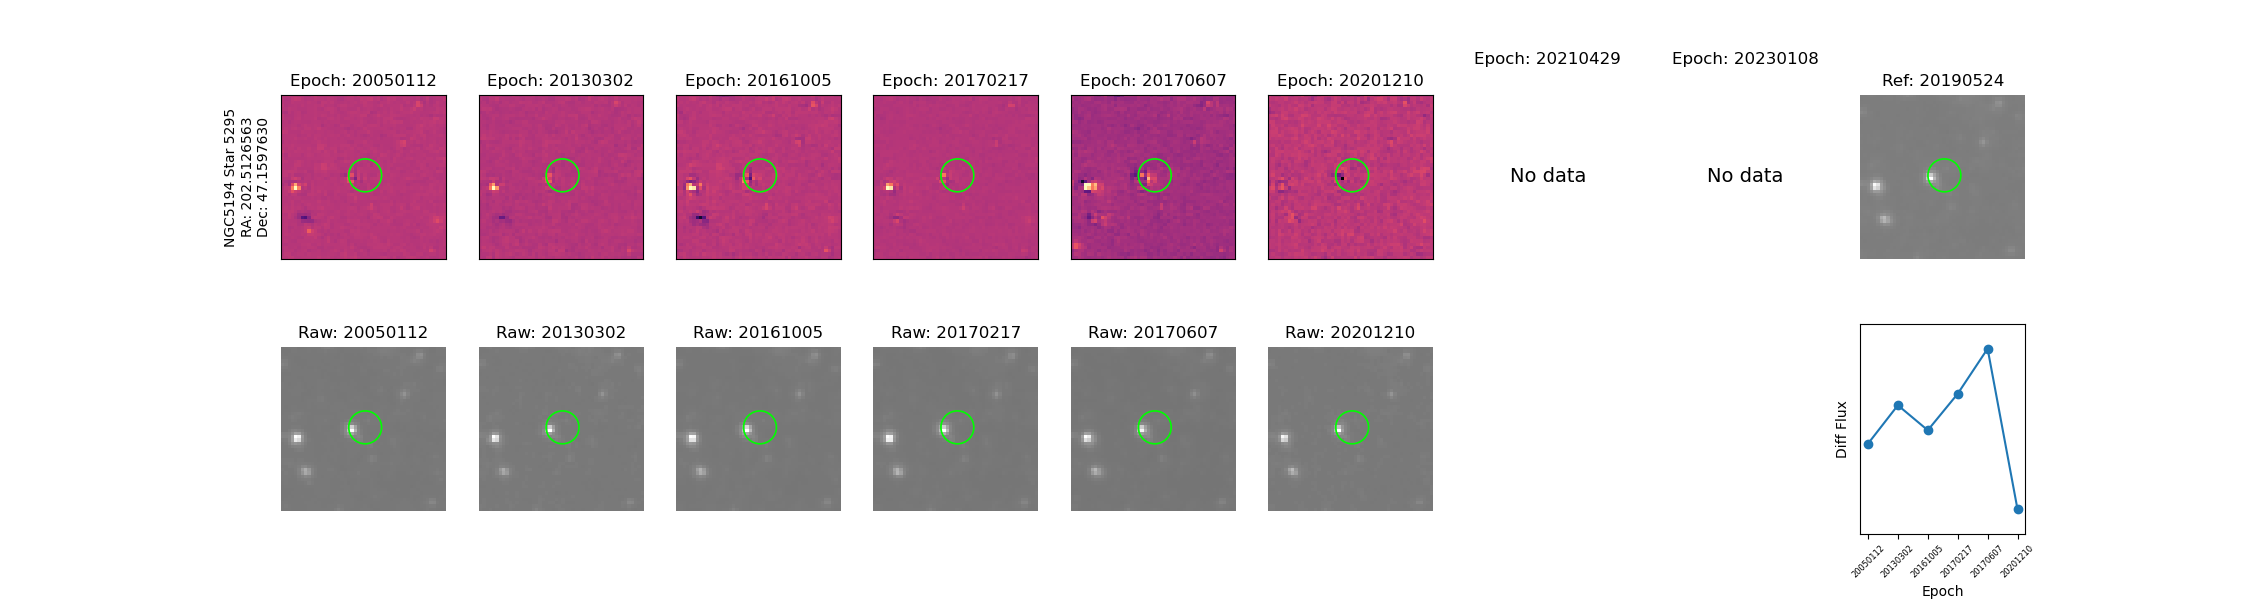 Epoch: 20050112
Epoch: 20130302
Epoch: 20161005
Epoch: 20170217
Epoch: 20170607
Epoch: 20201210
Epoch: 20210429
Epoch: 20230108
Ref: 20190524
NGC5194 Star 5295
RA: 202.5126563
Dec: 47.1597630
No data
No data
Raw: 20050112
Raw: 20130302
Raw: 20161005
Raw: 20170217
Raw: 20170607
Raw: 20201210
Diff Flux
20050112
20130302
20161005
20170217
20170607
20201210
Epoch